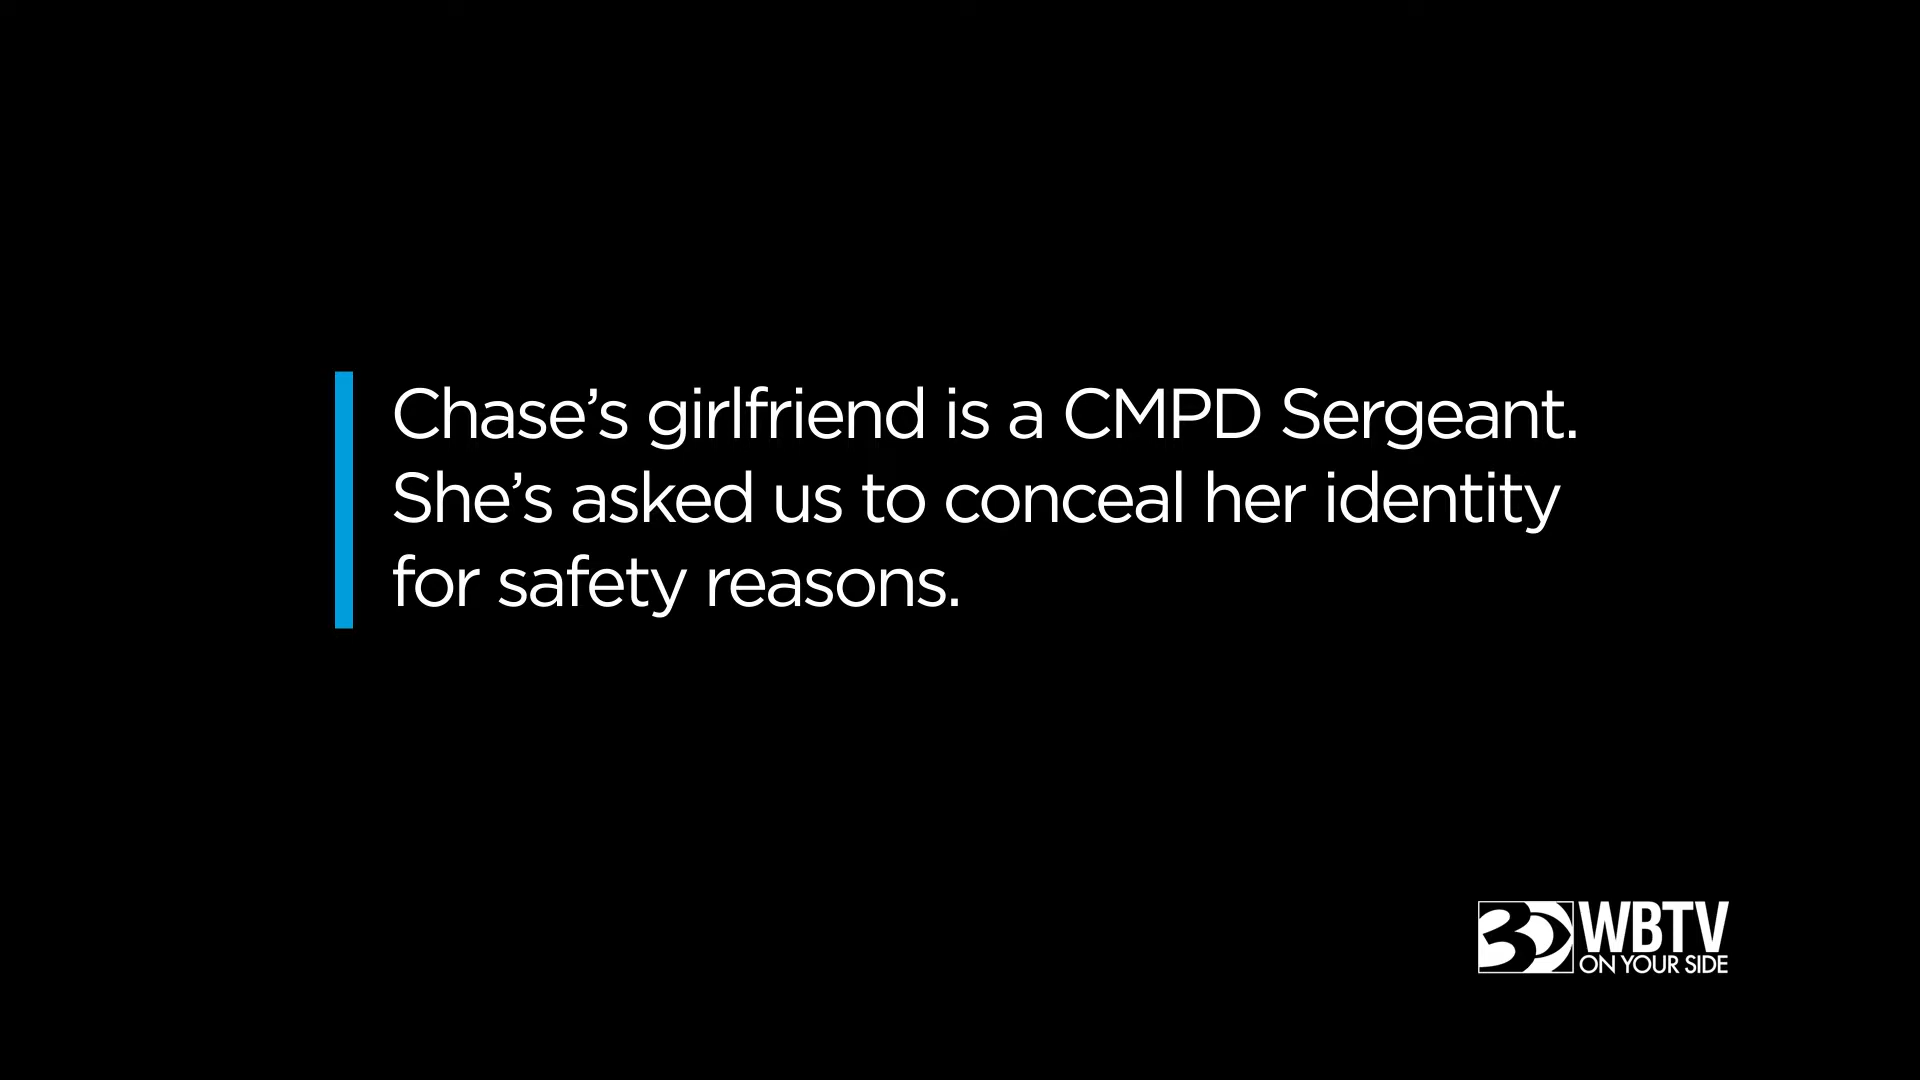 Chase’s girlfriend is a CMPD Sergeant.
She’s asked us to conceal her identity
for safety reasons.
3 WBTV
ON YOUR SIDE